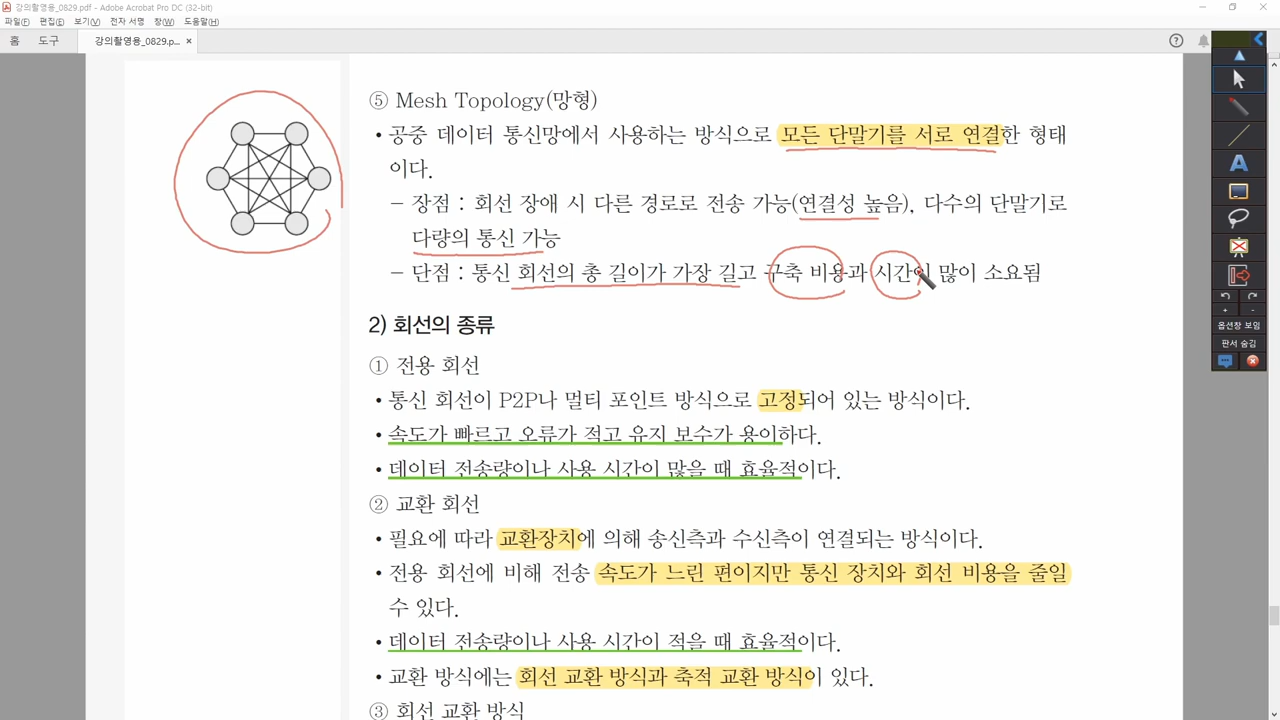 강의촬영용_0829.pdf - Adobe Acrobat Pro DC (32-bit)
파일(F) 편집(E) 보기(V) 전자 서명 창(W) 도움말(H)
홈 도구 강의촬영용_0829.p... ×
⑤ Mesh Topology(망형)
• 공중 데이터 통신망에서 사용하는 방식으로 모든 단말기를 서로 연결한 형태
이다.
– 장점 : 회선 장애 시 다른 경로로 전송 가능(연결성 높음), 다수의 단말기로
다량의 통신 가능
– 단점 : 통신 회선의 총 길이가 가장 길고 구축 비용과 시간이 많이 소요됨
2) 회선의 종류
① 전용 회선
• 통신 회선이 P2P나 멀티 포인트 방식으로 고정되어 있는 방식이다.
• 속도가 빠르고 오류가 적고 유지 보수가 용이하다.
• 데이터 전송량이나 사용 시간이 많을 때 효율적이다.
② 교환 회선
• 필요에 따라 교환장치에 의해 송신측과 수신측이 연결되는 방식이다.
• 전용 회선에 비해 전송 속도가 느린 편이지만 통신 장치와 회선 비용을 줄일
수 있다.
• 데이터 전송량이나 사용 시간이 적을 때 효율적이다.
• 교환 방식에는 회선 교환 방식과 축적 교환 방식이 있다.
③ 회선 교환 방식
A
+ -
옵션창 보임
판서 숨김